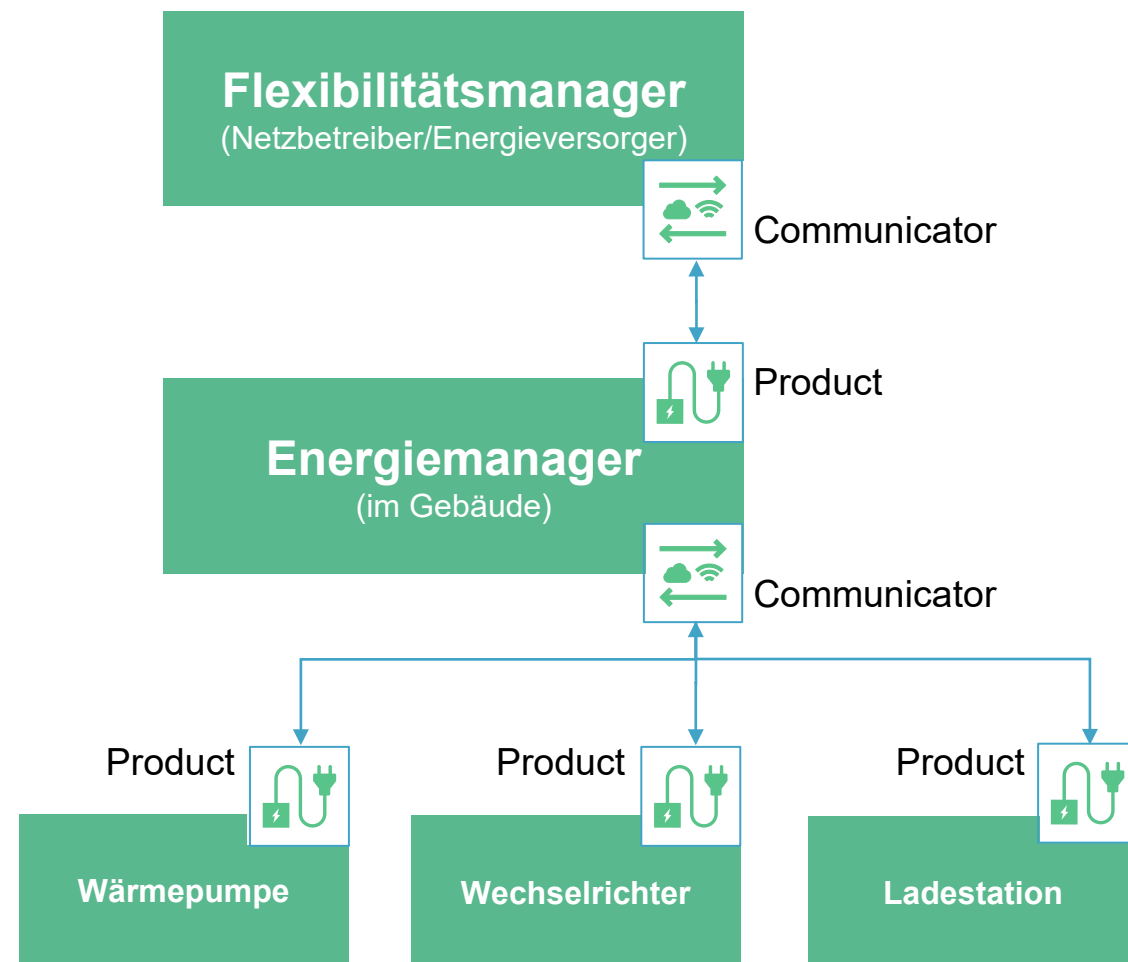 Flexibilitätsmanager
(Netzbetreiber/Energieversorger)
Communicator
Product
Energiemanager
(im Gebäude)
Communicator
Product
Product
Product
Wärmepumpe
Wechselrichter
Ladestation